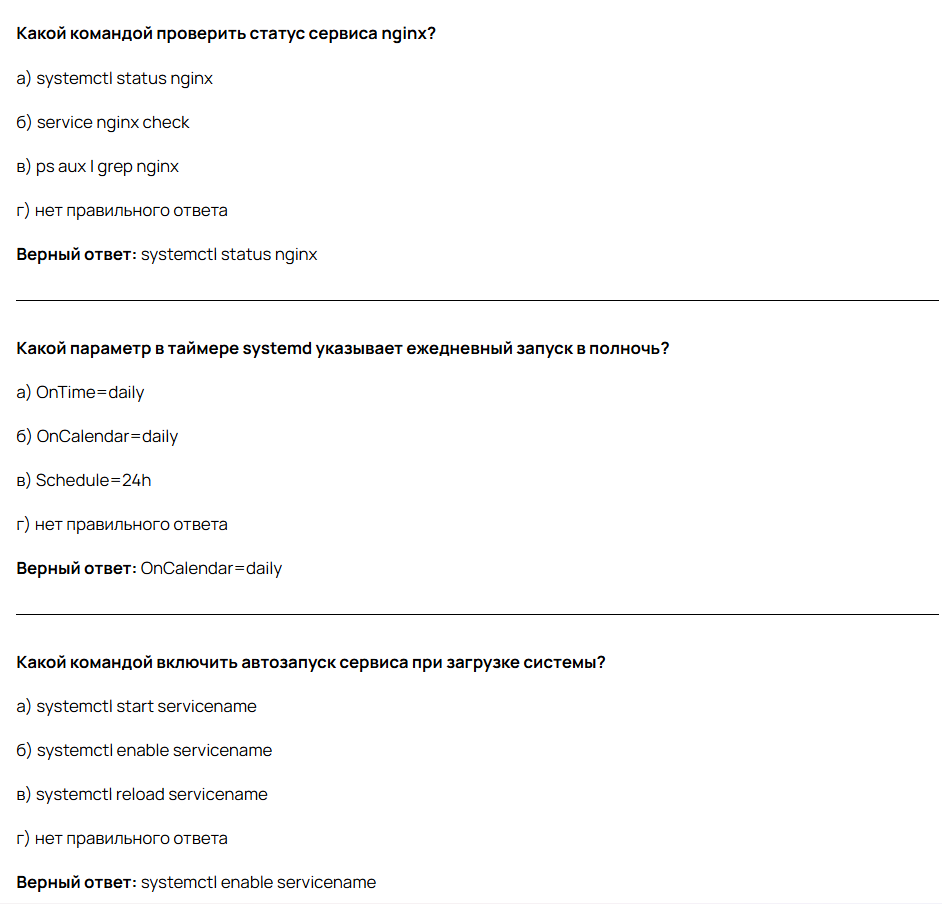 Какой командой проверить статус сервиса nginx?
а) systemctl status nginx
б) service nginx check
в) ps aux | grep nginx
г) нет правильного ответа
Верный ответ: systemctl status nginx
Какой параметр в таймере systemd указывает ежедневный запуск в полночь?
а) OnTime=daily
б) OnCalendar=daily
в) Schedule=24h
г) нет правильного ответа
Верный ответ: OnCalendar=daily
Какой командой включить автозапуск сервиса при загрузке системы?
а) systemctl start servicename
б) systemctl enable servicename
в) systemctl reload servicename
г) нет правильного ответа
Верный ответ: systemctl enable servicename